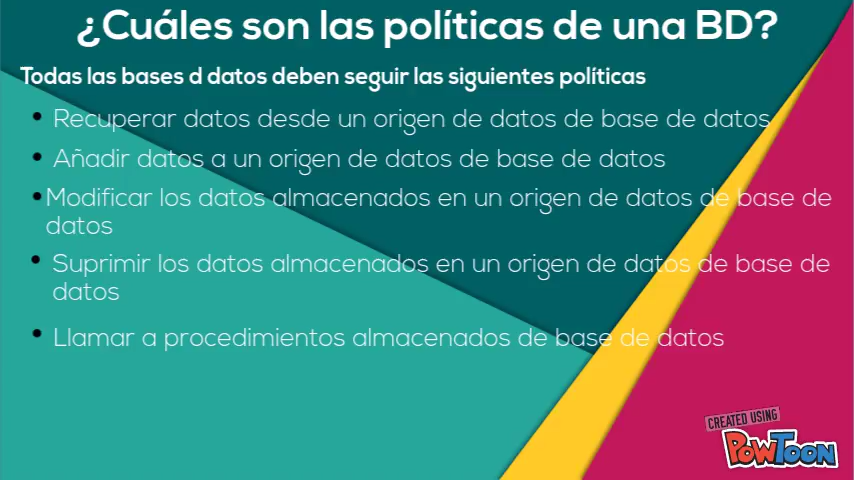 ¿Cuáles son las políticas de una BD?
Todas las bases d datos deben seguir las siguientes políticas
• Recuperar datos desde un origen de datos de base de datos
• Añadir datos a un origen de datos de base de datos
• Modificar los datos almacenados en un origen de datos de base de
datos
• Suprimir los datos almacenados en un origen de datos de base de
datos
• Llamar a procedimientos almacenados de base de datos
CREATED USING
POWTOON